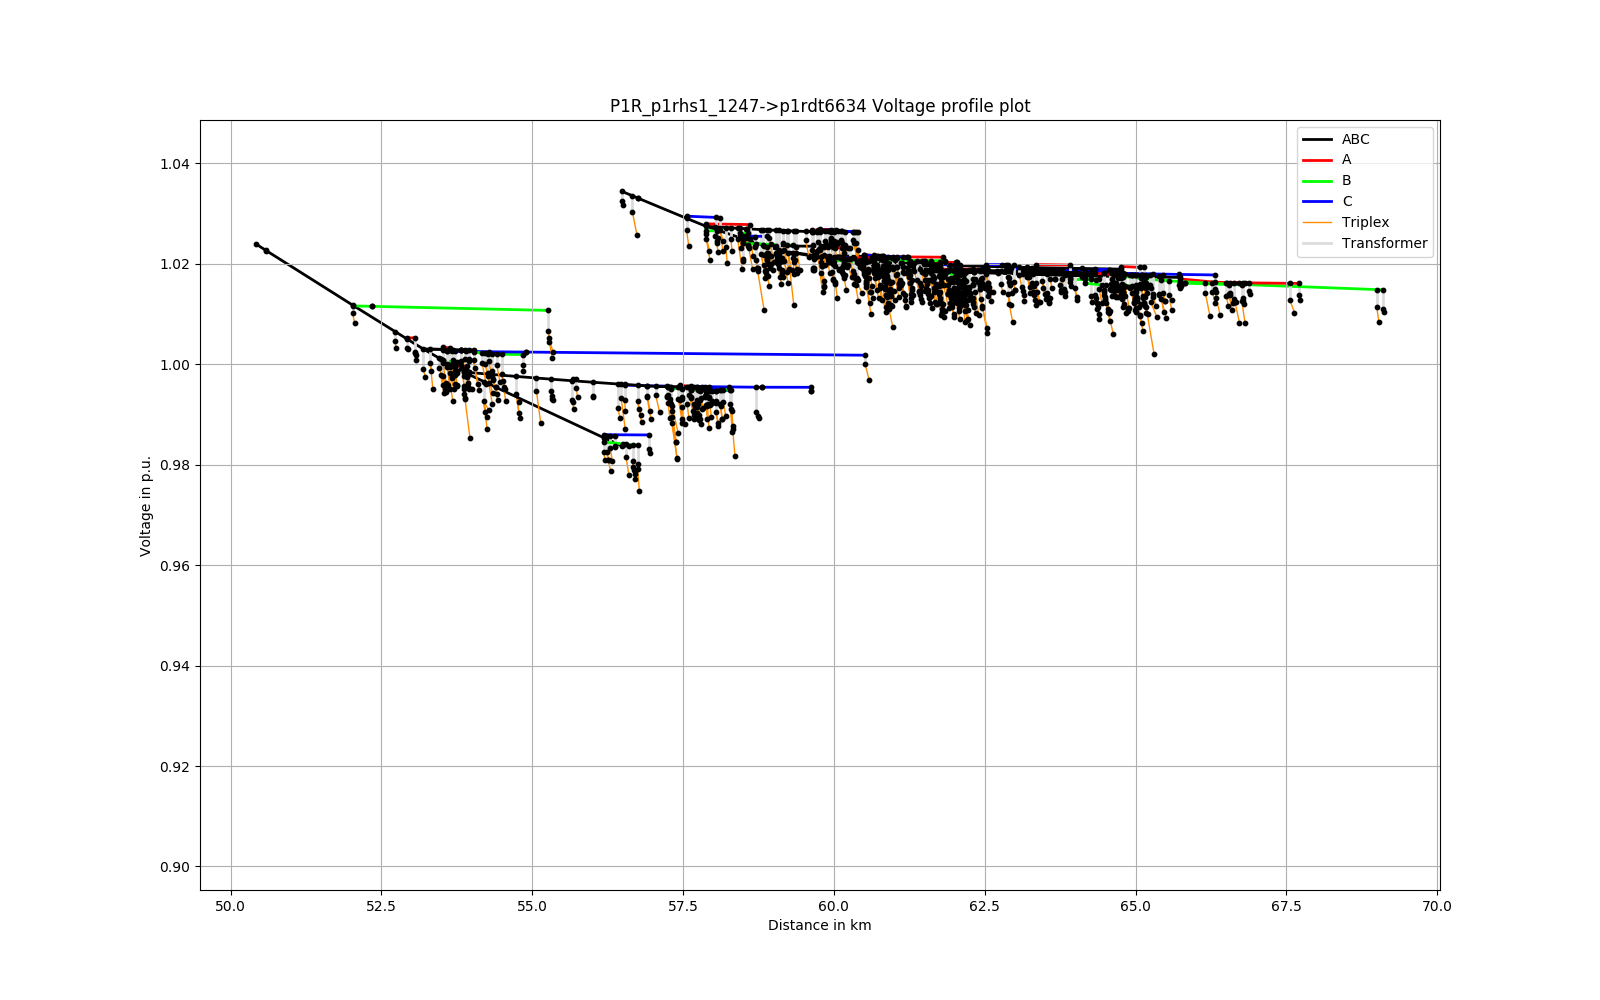 P1R_p1rhs1_1247->p1rdt6634 Voltage profile plot
ABC
A
B
C
Triplex
Transformer
1.04
1.02
1.00
0.98
0.96
0.94
0.92
0.90
Voltage in p.u.
50.0 52.5 55.0 57.5 60.0 62.5 65.0 67.5 70.0
Distance in km